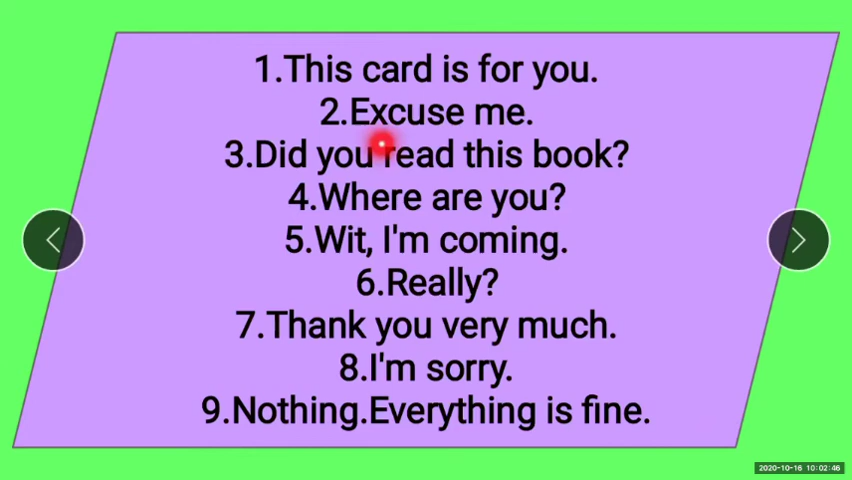 1.This card is for you.
2.Excuse me.
3.Did you read this book?
4.Where are you?
5.Wit, I'm coming.
6.Really?
7.Thank you very much.
8.I'm sorry.
9.Nothing.Everything is fine.
2020-10-16 10:02:46